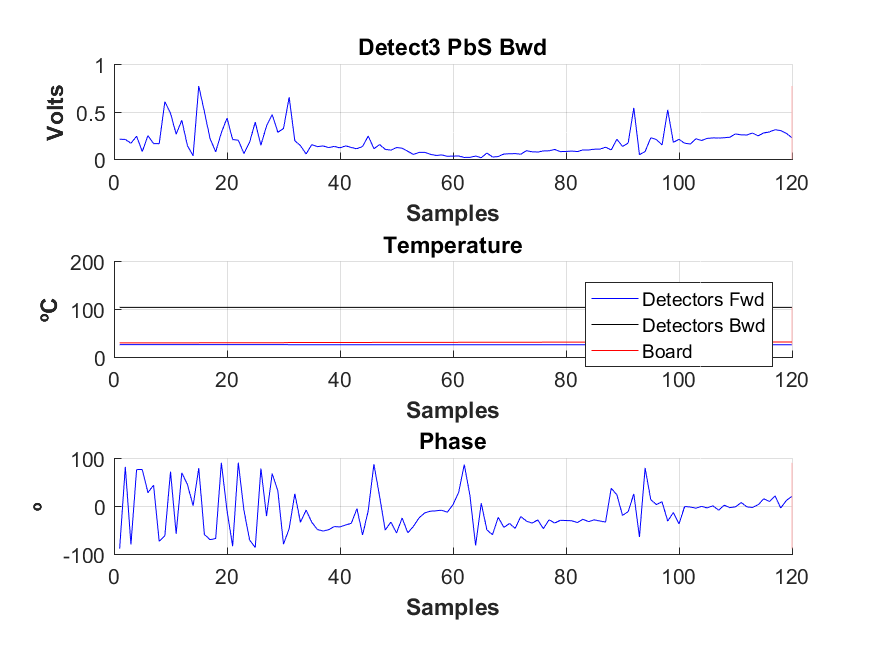 Detect3 PbS Bwd
Volts
1
0.5
0
0 20 40 60 80 100 120
Samples
Temperature
ºC
200
100
0
Detectors Fwd
Detectors Bwd
Board
0 20 40 60 80 100 120
Samples
Phase
º
100
0
-100
0 20 40 60 80 100 120
Samples